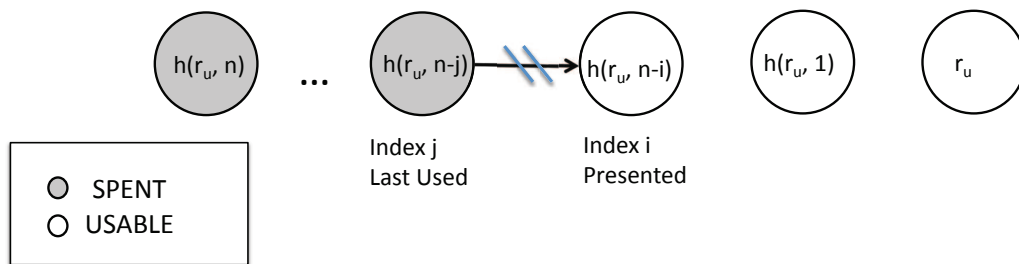 h(r_u, n) ... h(r_u, n-j) h(r_u, n-i) h(r_u, 1) r_u
Index j
Last Used
Index i
Presented
SPENT
USABLE